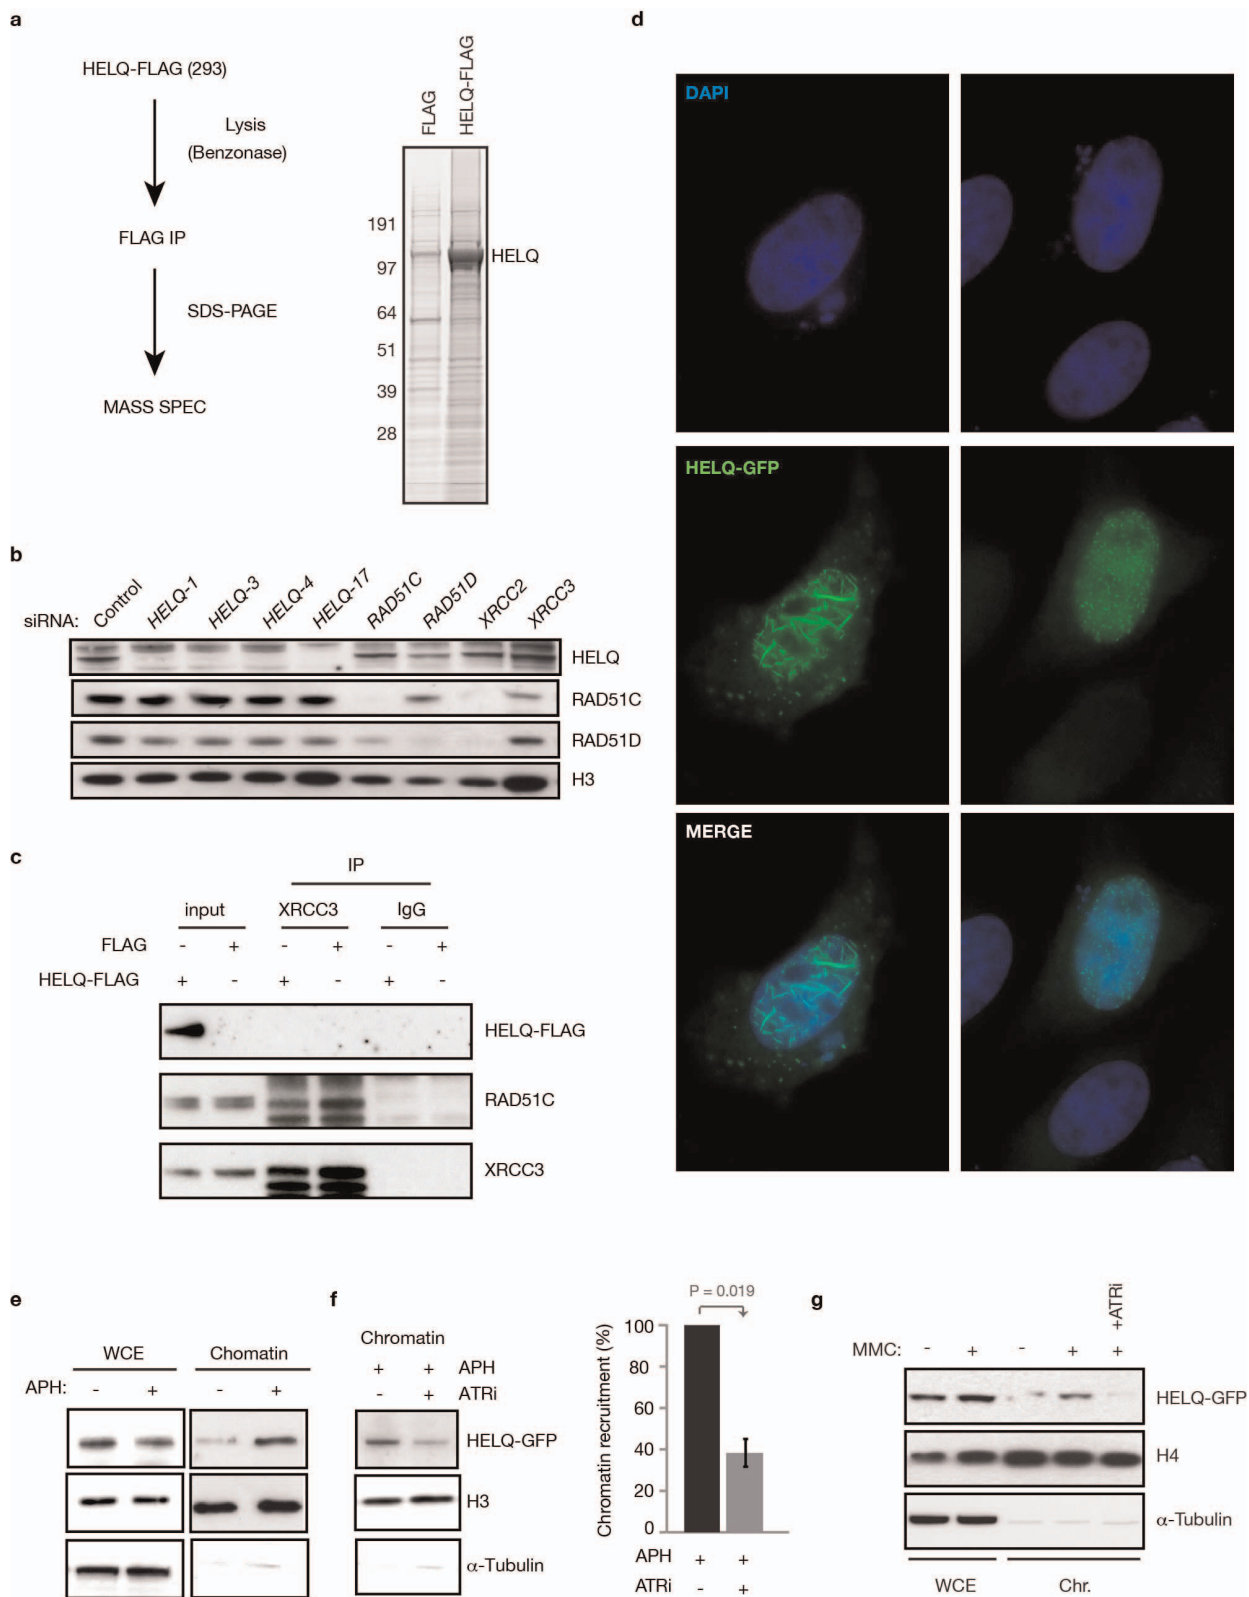 a
HELQ-FLAG (293)
Lysis
(Benzonase)
FLAG IP
SDS-PAGE
MASS SPEC
FLAG
HELQ-FLAG
191
97
64
51
39
28
HELQ
b
siRNA: Control HELQ-1 HELQ-3 HELQ-4 HELQ-17 RAD51C RAD51D XRCC2 XRCC3
HELQ
RAD51C
RAD51D
H3
c
IP
input XRCC3 IgG
FLAG - + - + - +
HELQ-FLAG + - + - + -
HELQ-FLAG
RAD51C
XRCC3
d
DAPI
HELQ-GFP
MERGE
e
WCE Chomatin
APH: - + - +
f
Chromatin
+ + APH
- + ATRi
HELQ-GFP
H3
α-Tubulin
P = 0.019
Chromatin recruitment (%)
100
80
60
40
20
0
APH + +
ATRi - +
g
+ATRi
MMC: - + - + +
HELQ-GFP
H4
α-Tubulin
WCE Chr.